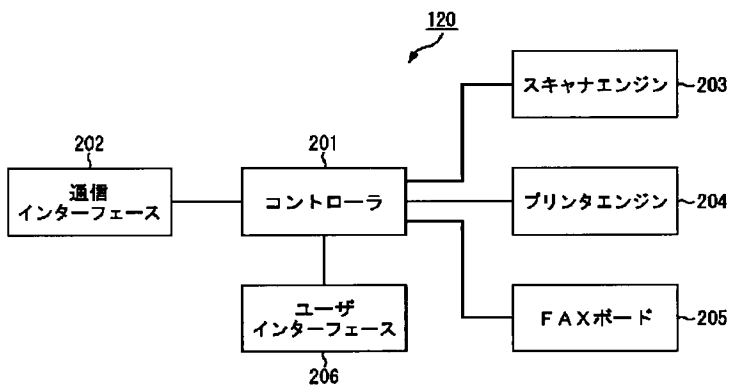 120
スキャナエンジン
203
202
201
通信
インターフェース
コントローラ
プリンタエンジン
204
ユーザ
インターフェース
206
FAXボード
205